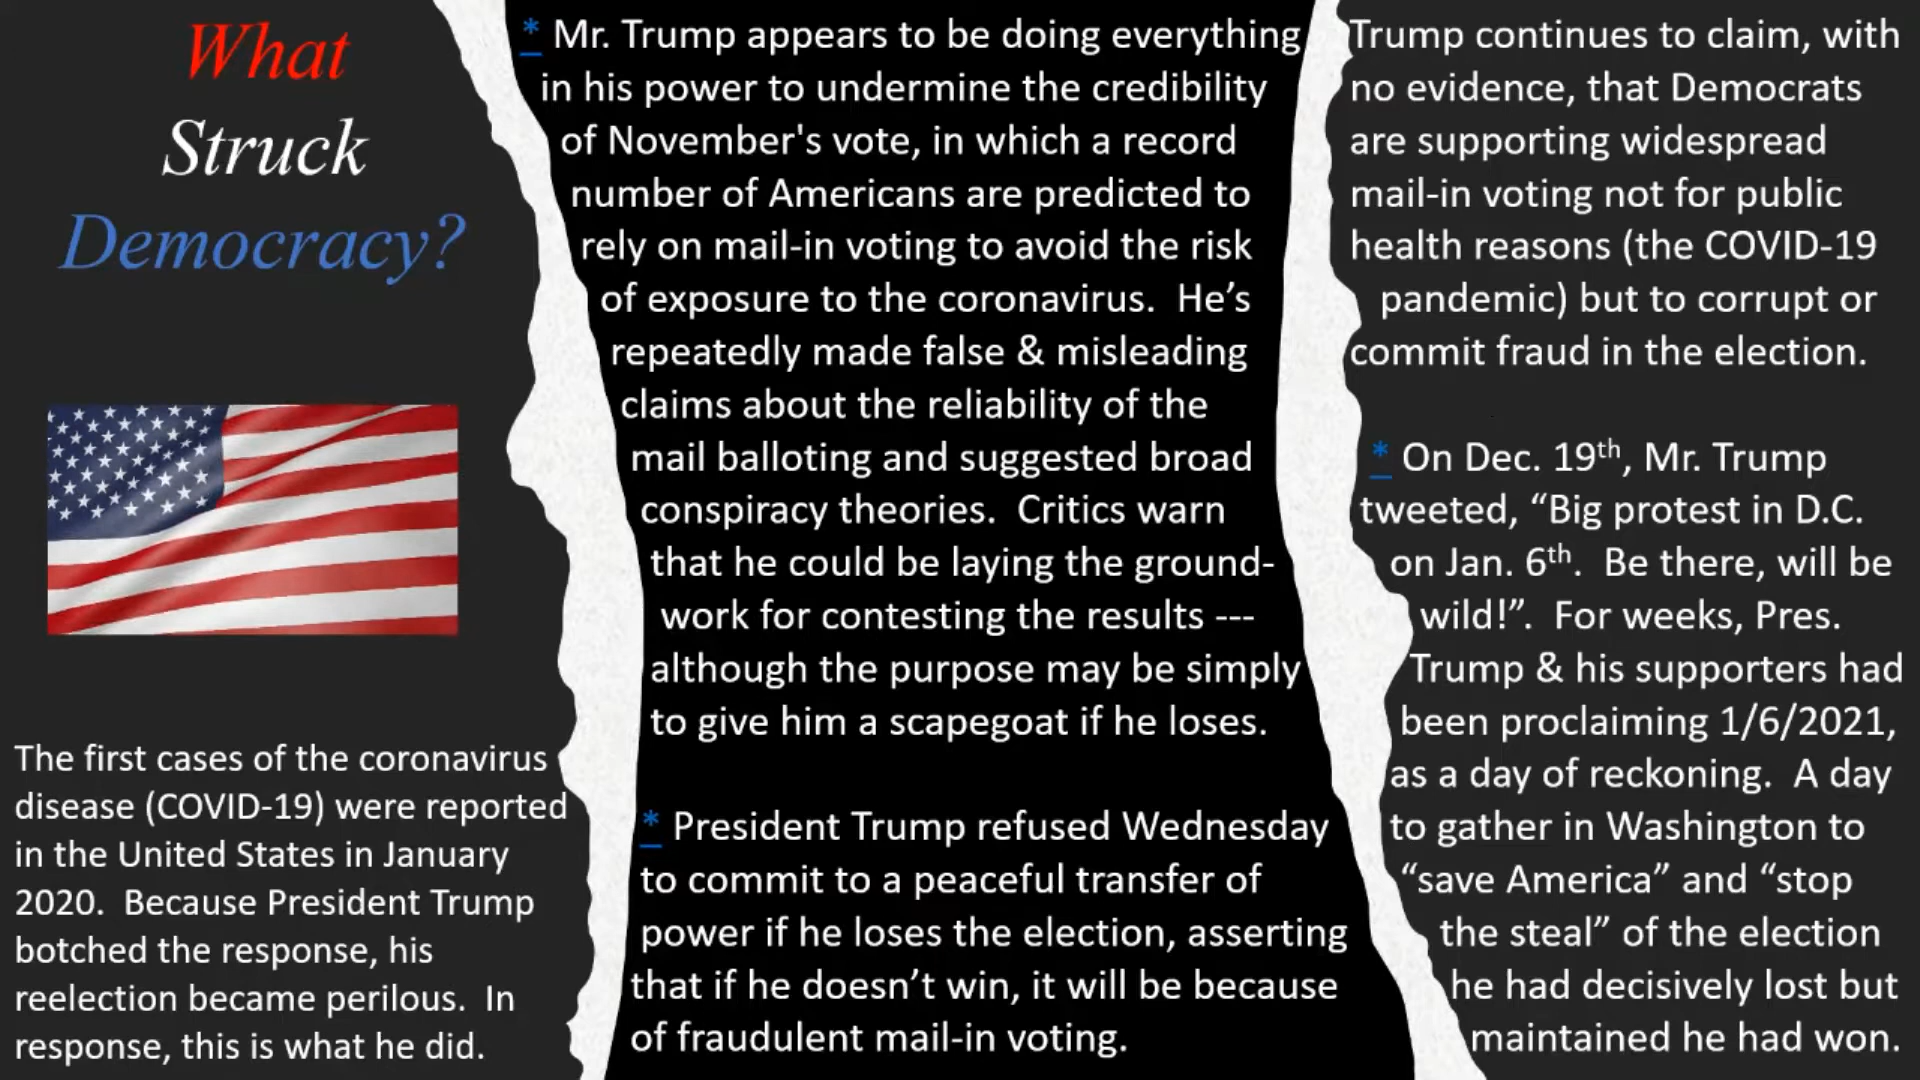 What
Struck
Democracy?
The first cases of the coronavirus
disease (COVID-19) were reported
in the United States in January
2020.  Because President Trump
botched the response, his
reelection became perilous.  In
response, this is what he did.
* Mr. Trump appears to be doing everything
in his power to undermine the credibility
of November's vote, in which a record
number of Americans are predicted to
rely on mail-in voting to avoid the risk
of exposure to the coronavirus.  He’s
repeatedly made false & misleading
claims about the reliability of the
mail balloting and suggested broad
conspiracy theories.  Critics warn
that he could be laying the ground-
work for contesting the results ---
although the purpose may be simply
to give him a scapegoat if he loses.
* President Trump refused Wednesday
to commit to a peaceful transfer of
power if he loses the election, asserting
that if he doesn’t win, it will be because
of fraudulent mail-in voting.
Trump continues to claim, with
no evidence, that Democrats
are supporting widespread
mail-in voting not for public
health reasons (the COVID-19
pandemic) but to corrupt or
commit fraud in the election.
* On Dec. 19th, Mr. Trump
tweeted, “Big protest in D.C.
on Jan. 6th.  Be there, will be
wild!”.  For weeks, Pres.
Trump & his supporters had
been proclaiming 1/6/2021,
as a day of reckoning.  A day
to gather in Washington to
“save America” and “stop
the steal” of the election
he had decisively lost but
maintained he had won.